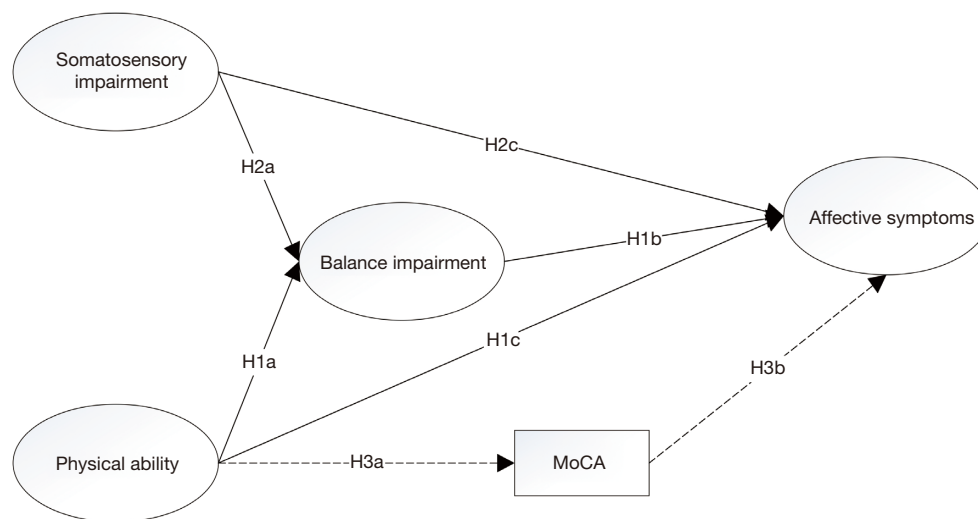 Somatosensory
impairment
H2c
H2a
Affective symptoms
H1b
Balance impairment
H1c
H1a
H3b
Physical ability
H3a
MoCA